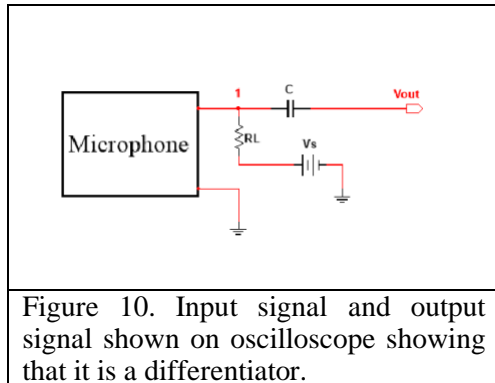 1
C
Vout
Microphone
RL
Vs
Figure 10. Input signal and output
signal shown on oscilloscope showing
that it is a differentiator.